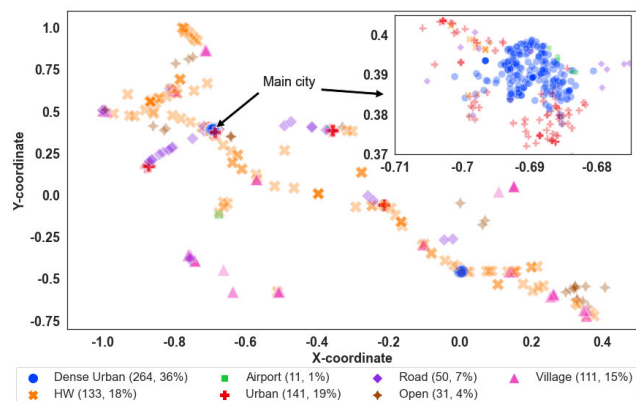 1.00
0.75
0.50
0.25
0.0
-0.25
-0.50
-0.75
Y-coordinate
-1.0 -0.8 -0.6 -0.4 -0.2 0.0 0.2 0.4
X-coordinate
Main city
0.4
0.39
0.38
0.37
-0.71 -0.7 -0.69 -0.68
Dense Urban (264, 36%) Airport (11, 1%) Road (50, 7%) Village (111, 15%)
HW (133, 18%) Urban (141, 19%) Open (31, 4%)